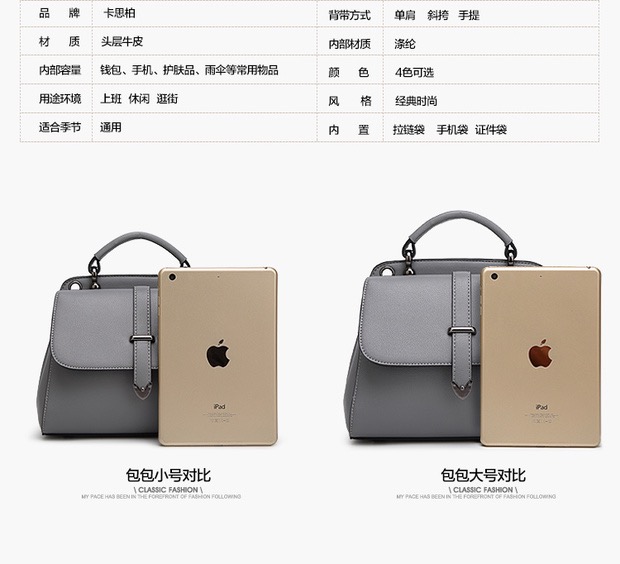 品 牌 卡思柏 背带方式 单肩 斜挎 手提
材 质 头层牛皮 内部材质 涤纶
内部容量 钱包、手机、护肤品、雨伞等常用物品 颜 色 4色可选
用途环境 上班 休闲 逛街 风 格 经典时尚
适合季节 通用 内 置 拉链袋 手机袋 证件袋
iPad
iPad
包包小号对比
\ CLASSIC FASHION \
MY PAGE HAS BEEN IN THE FOREFRONT OF FASHION FOLLOWING
包包大号对比
\ CLASSIC FASHION \
MY PAGE HAS BEEN IN THE FOREFRONT OF FASHION FOLLOWING